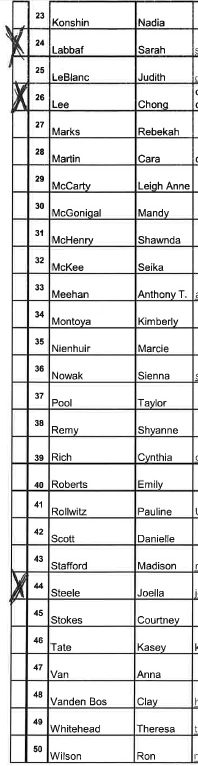 23 Konshin Nadia
24 Labbaf Sarah
25 LeBlanc Judith
26 Lee Chong
27 Marks Rebekah
28 Martin Cara
29 McCarty Leigh Anne
30 McGonigal Mandy
31 McHenry Shawnda
32 McKee Seika
33 Meehan Anthony T.
34 Montoya Kimberly
35 Nienhuir Marcie
36 Nowak Sienna
37 Pool Taylor
38 Remy Shyanne
39 Rich Cynthia
40 Roberts Emily
41 Rollwitz Pauline
42 Scott Danielle
43 Stafford Madison
44 Steele Joella
45 Stokes Courtney
46 Tate Kasey
47 Van Anna
48 Vanden Bos Clay
49 Whitehead Theresa
50 Wilson Ron